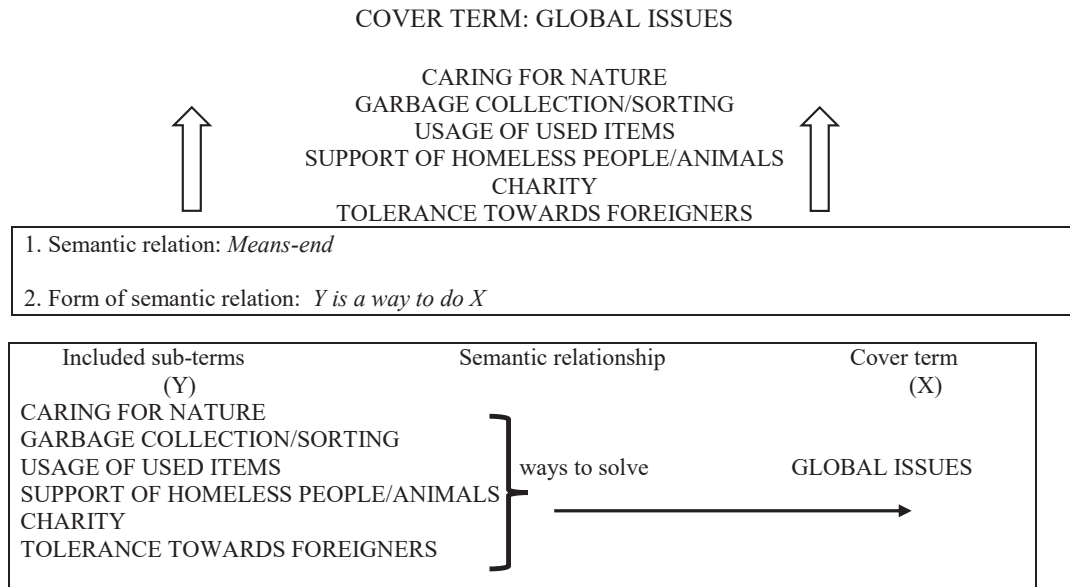 COVER TERM: GLOBAL ISSUES
CARING FOR NATURE
GARBAGE COLLECTION/SORTING
USAGE OF USED ITEMS
SUPPORT OF HOMELESS PEOPLE/ANIMALS
CHARITY
TOLERANCE TOWARDS FOREIGNERS
1. Semantic relation: Means-end
2. Form of semantic relation: Y is a way to do X
Included sub-terms Semantic relationship Cover term
(Y) (X)
CARING FOR NATURE
GARBAGE COLLECTION/SORTING
USAGE OF USED ITEMS ways to solve GLOBAL ISSUES
SUPPORT OF HOMELESS PEOPLE/ANIMALS
CHARITY
TOLERANCE TOWARDS FOREIGNERS